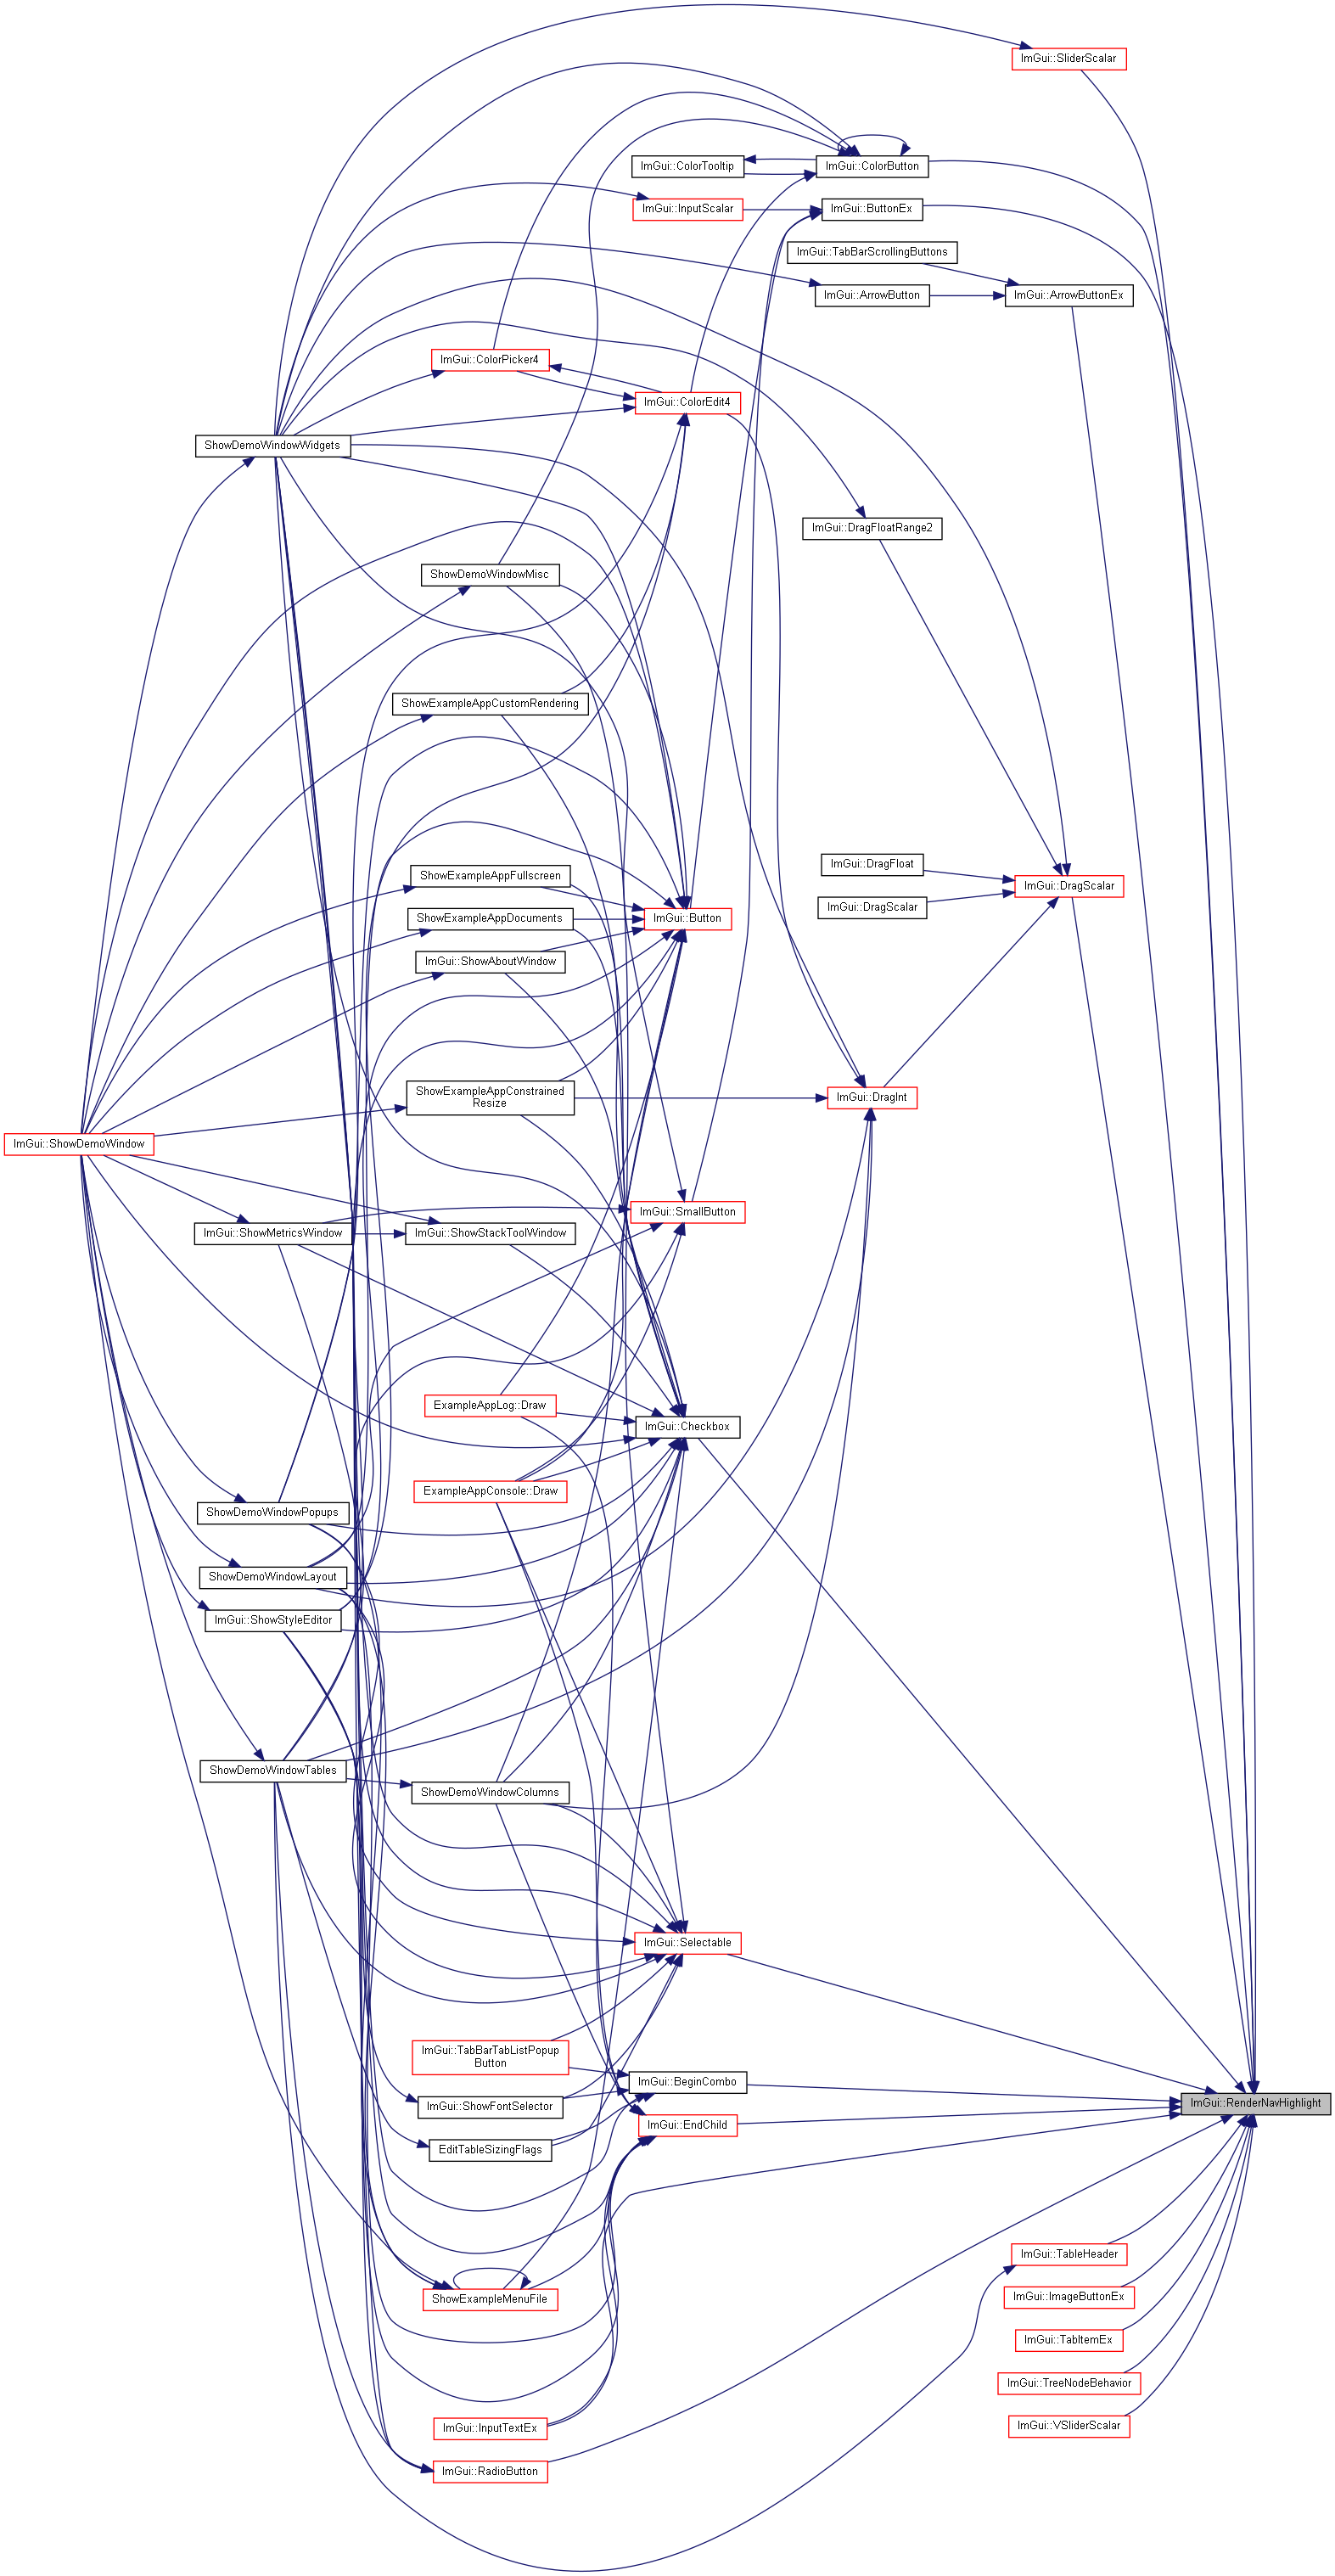 ImGui::SliderScalar
ImGui::ColorTooltip
ImGui::ColorButton
ImGui::InputScalar
ImGui::ButtonEx
ImGui::TabBarScrollingButtons
ImGui::ArrowButton
ImGui::ArrowButtonEx
ImGui::ColorPicker4
ImGui::ColorEdit4
ShowDemoWindowWidgets
ImGui::DragFloatRange2
ShowDemoWindowMisc
ShowExampleAppCustomRendering
ImGui::DragFloat
ShowExampleAppFullscreen
ImGui::DragScalar
ImGui::DragScalar
ShowExampleAppDocuments
ImGui::Button
ImGui::ShowAboutWindow
ShowExampleAppConstrained
Resize
ImGui::DragInt
ImGui::ShowDemoWindow
ImGui::SmallButton
ImGui::ShowMetricsWindow
ImGui::ShowStackToolWindow
ExampleAppLog::Draw
ImGui::Checkbox
ExampleAppConsole::Draw
ShowDemoWindowPopups
ShowDemoWindowLayout
ImGui::ShowStyleEditor
ShowDemoWindowTables
ShowDemoWindowColumns
ImGui::Selectable
ImGui::TabBarTabListPopup
Button
ImGui::BeginCombo
ImGui::RenderNavHighlight
ImGui::ShowFontSelector
ImGui::EndChild
EditTableSizingFlags
ImGui::TableHeader
ShowExampleMenuFile
ImGui::ImageButtonEx
ImGui::TabItemEx
ImGui::TreeNodeBehavior
ImGui::VSliderScalar
ImGui::InputTextEx
ImGui::RadioButton